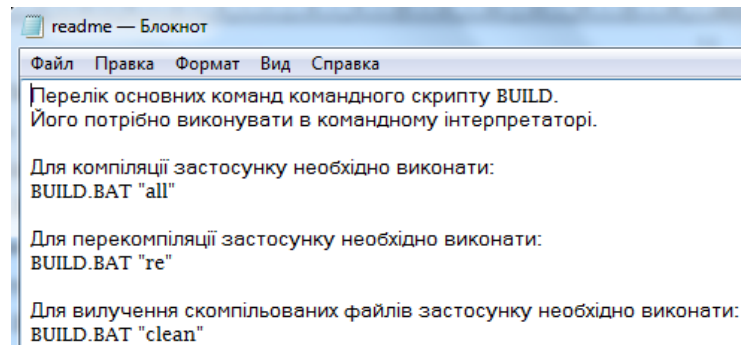 readme — Блокнот
Файл Правка Формат Вид Справка
Перелік основних команд командного скрипту BUILD.
Його потрібно виконувати в командному інтерпретаторі.
Для компіляції застосунку необхідно виконати:
BUILD.BAT "all"
Для перекомпіляції застосунку необхідно виконати:
BUILD.BAT "re"
Для вилучення скомпільованих файлів застосунку необхідно виконати:
BUILD.BAT "clean"